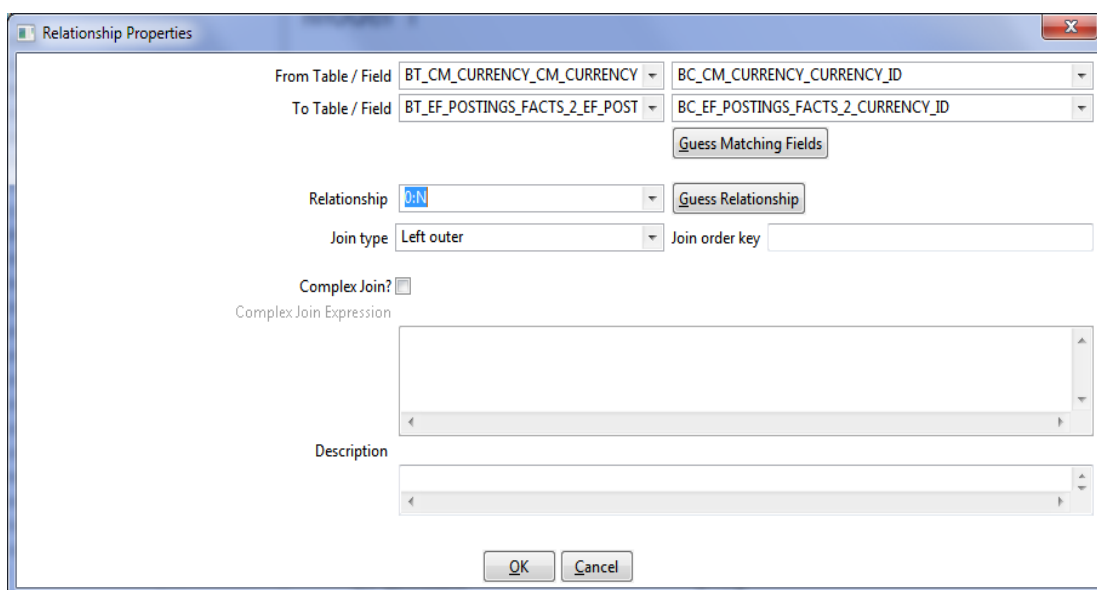 Relationship Properties
From Table / Field BT_CM_CURRENCY_CM_CURRENCY BC_CM_CURRENCY_CURRENCY_ID
To Table / Field BT_EF_POSTINGS_FACTS_2_EF_POST BC_EF_POSTINGS_FACTS_2_CURRENCY_ID
Guess Matching Fields
Relationship 0:N Guess Relationship
Join type Left outer Join order key
Complex Join?
Complex Join Expression
Description
OK Cancel